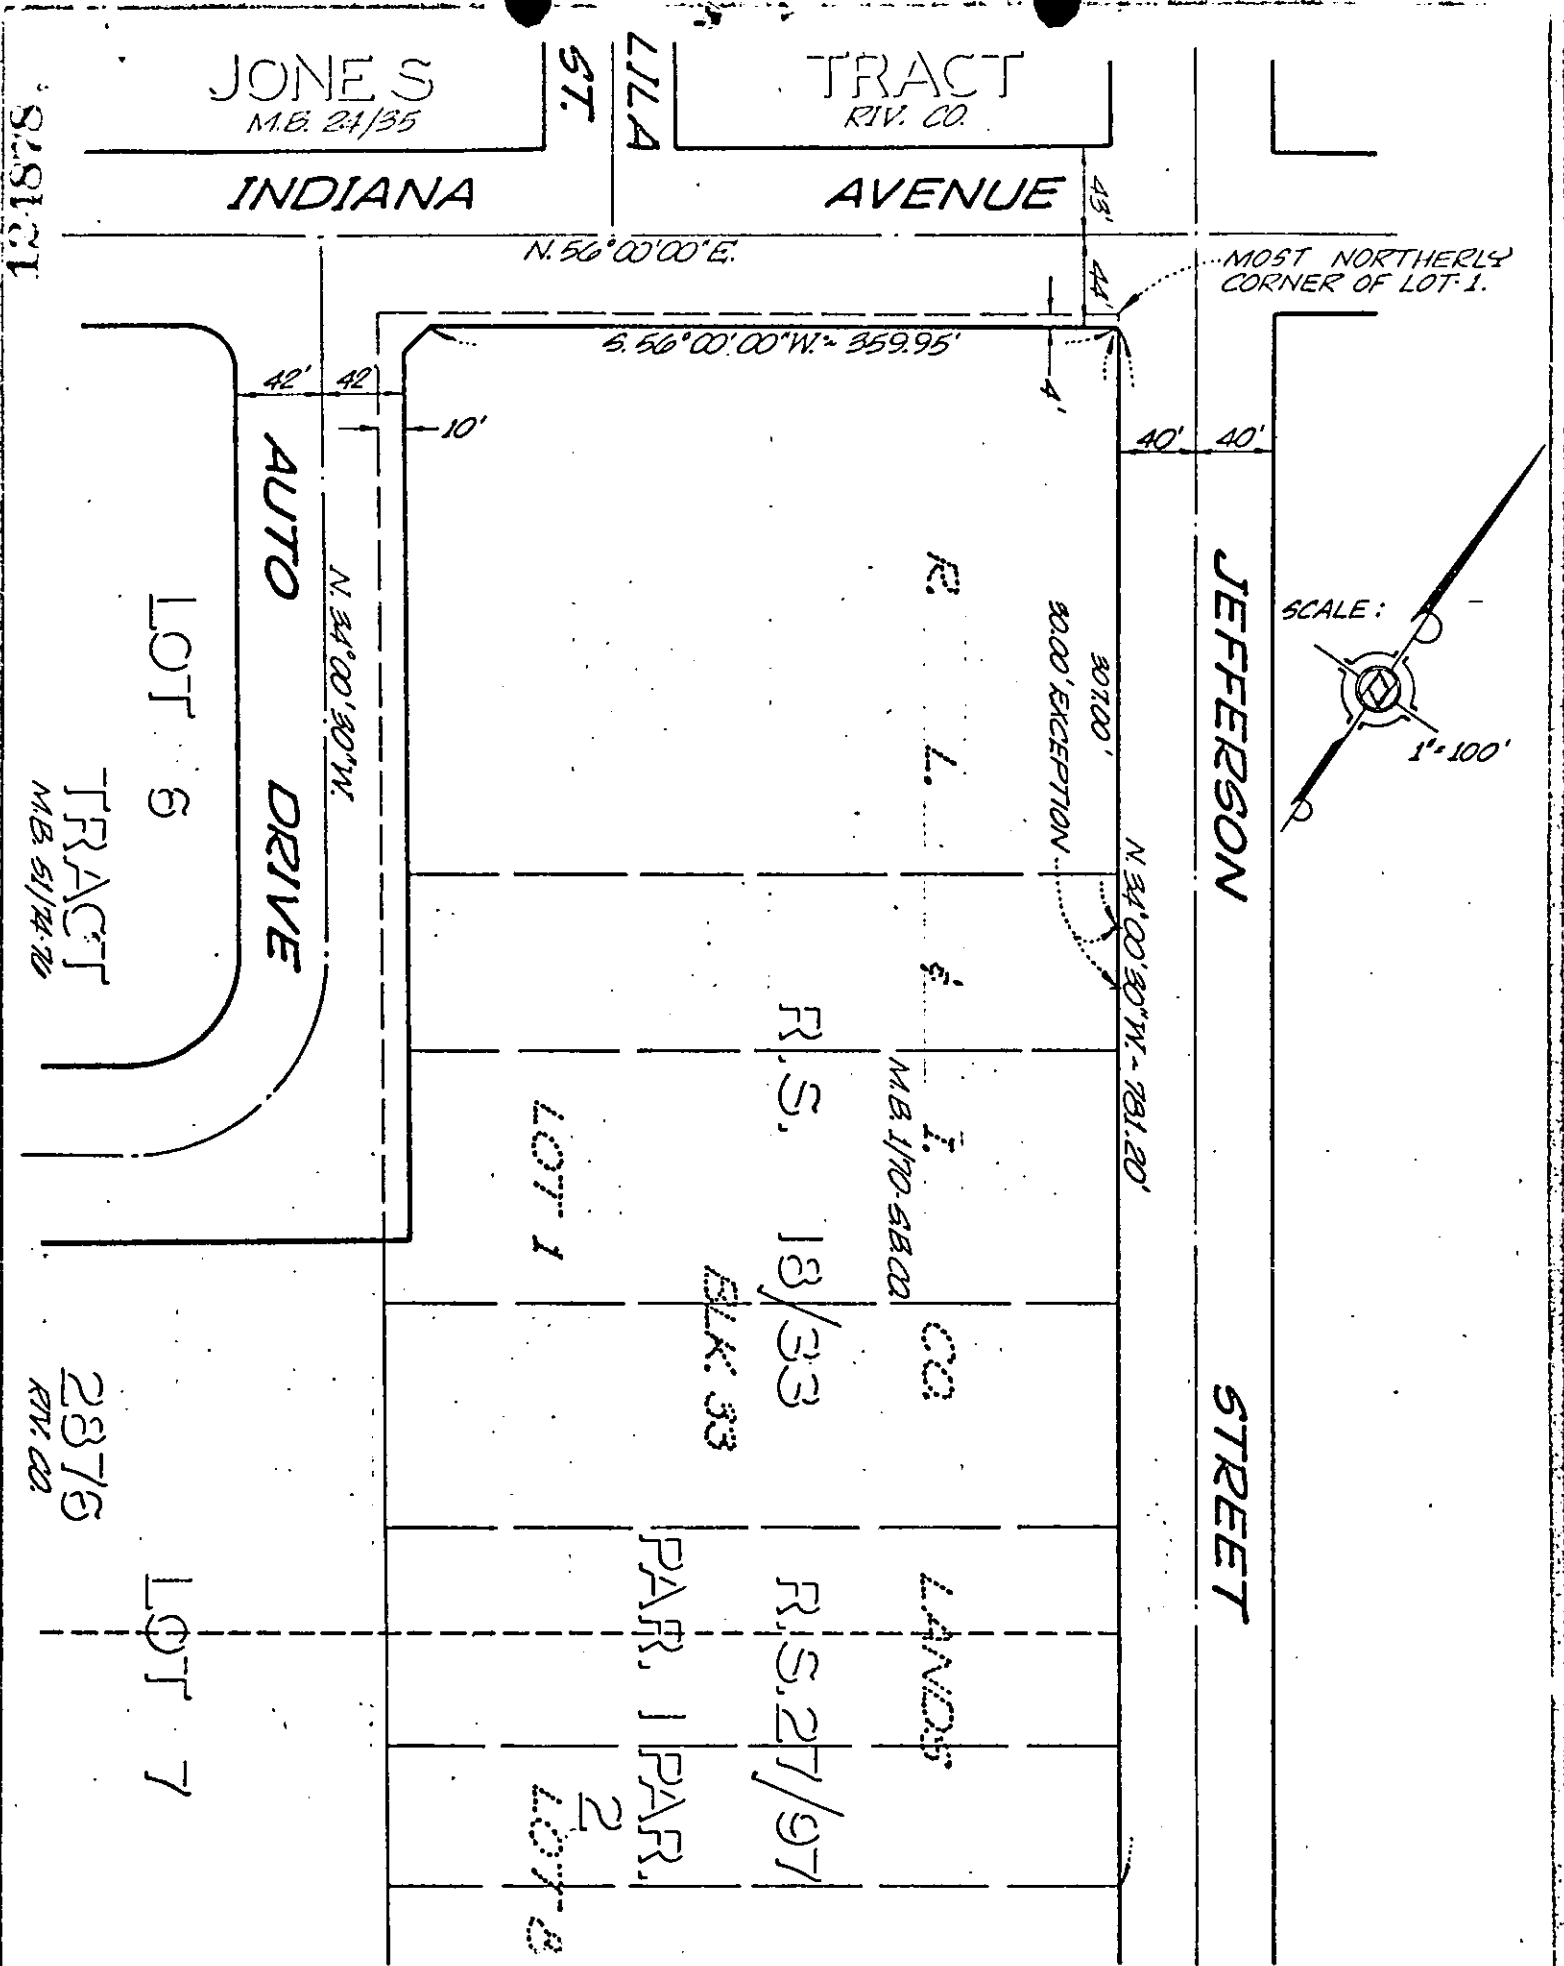 JONES
M.B. 24/35
LILA
ST.
TRACT
RIV. CO.
INDIANA AVENUE
N. 56°00'00" E.
43'
44'
MOST NORTHERLY
CORNER OF LOT 1.
S. 56°00'00" W. ~ 359.95'
4'
42'
42'
10'
40'
40'
AUTO DRIVE
N. 34°00'30" W.
LOT 6
TRACT
M.B. 51/74-76
2876
RIV. CO.
LOT 7
R. L. & I. CO. LANDS
M.B. 1/70-S.B.CO.
307.00'
30.00' EXCEPTION
N. 34°00'30" W. ~ 781.20'
JEFFERSON STREET
SCALE:
1"=100'
R.S. 18/33
LOT 1
BLK. 33
R.S. 27/97
PAR. 1
PAR.
2
LOT 8